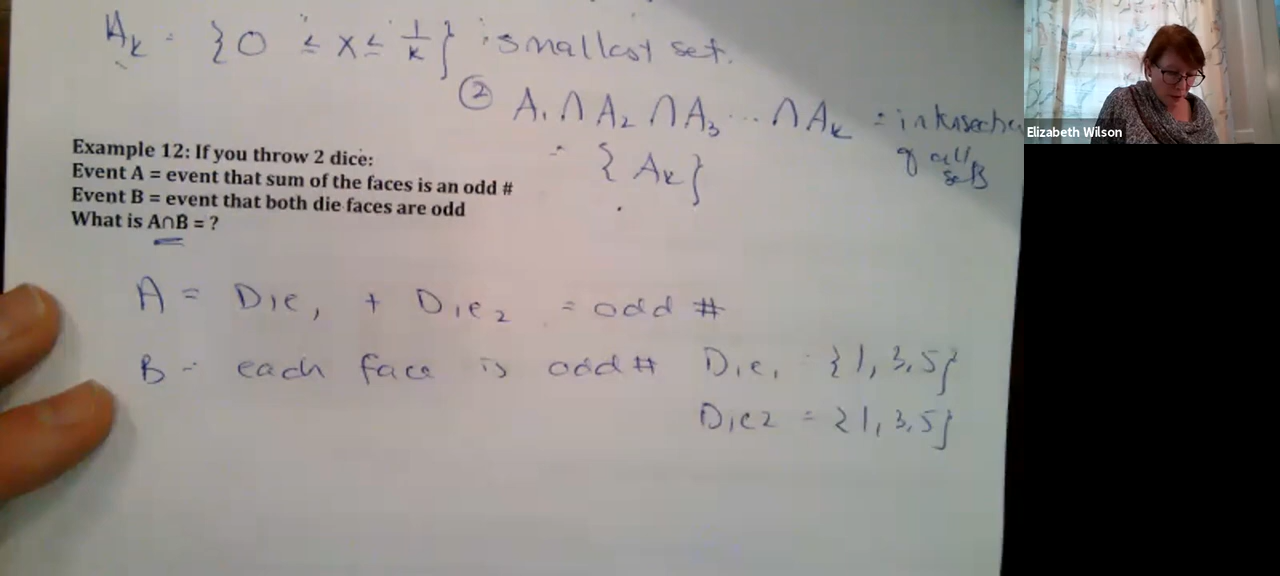 Aₖ = {0 ≤ x ≤ 1/k} is smallest set.
② A₁ ∩ A₂ ∩ A₃ ... ∩ Aₖ = intersection
of all
sets
∴ {Aₖ}
Example 12: If you throw 2 dice:
Event A = event that sum of the faces is an odd #
Event B = event that both die faces are odd
What is A∩B = ?
A = Die₁ + Die₂ = odd #
B = each face is odd # Die₁ = {1, 3, 5}
Die2 = {1, 3, 5}
Elizabeth Wilson